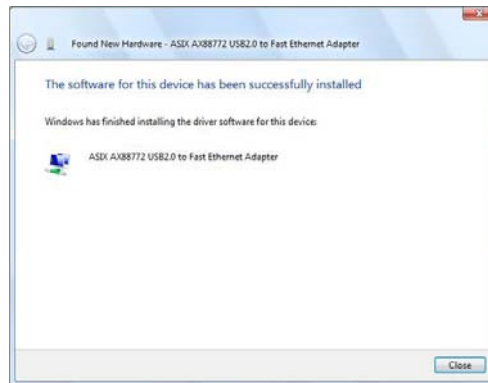 Found New Hardware - ASIX AX88772 USB2.0 to Fast Ethernet Adapter
The software for this device has been successfully installed
Windows has finished installing the driver software for this device:
ASIX AX88772 USB2.0 to Fast Ethernet Adapter
Close